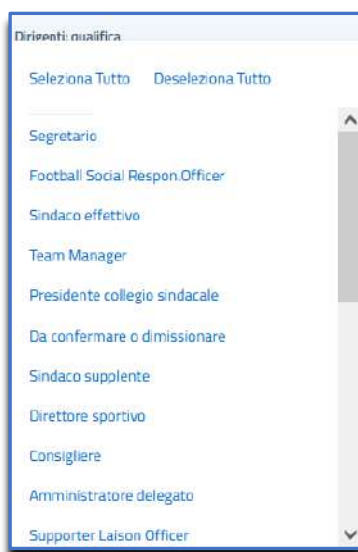 Dirigenti: qualifica
Seleziona Tutto Deseleziona Tutto
Segretario
Football Social Respon.Officer
Sindaco effettivo
Team Manager
Presidente collegio sindacale
Da confermare o dimissionare
Sindaco supplente
Direttore sportivo
Consigliere
Amministratore delegato
Supporter Laison Officer